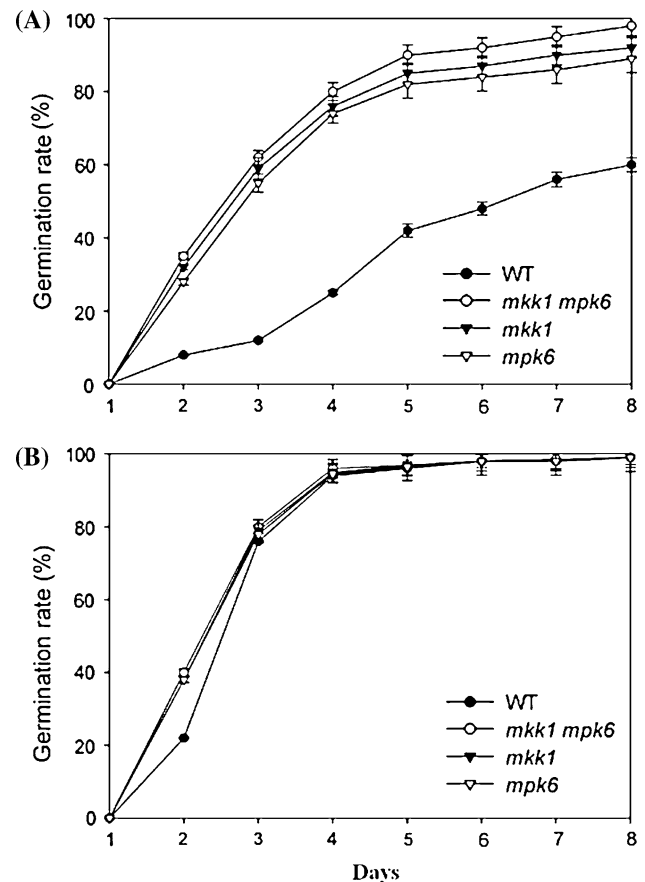 (A)
100
80
60
40
20
0
Germination rate (%)
WT
mkk1 mpk6
mkk1
mpk6
1 2 3 4 5 6 7 8
(B)
100
80
60
40
20
0
Germination rate (%)
WT
mkk1 mpk6
mkk1
mpk6
1 2 3 4 5 6 7 8
Days